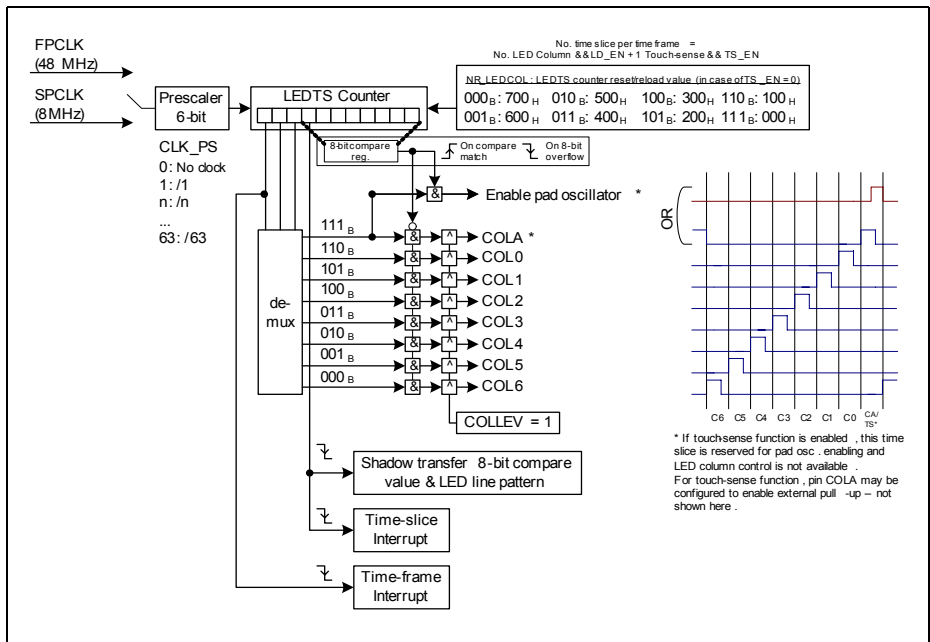 FPCLK
(48 MHz)
SPCLK
(8MHz)
Prescaler
6-bit
CLK_PS
0: No clock
1: /1
n: /n
...
63: /63
LEDTS Counter
No. time slice per time frame =
No. LED Column && LD_EN + 1 Touch-sense && TS_EN
NR_LEDCOL : LEDTS counter reset/reload value (in case of TS_EN = 0)
000B: 700H 010B: 500H 100B: 300H 110B: 100H
001B: 600H 011B: 400H 101B: 200H 111B: 000H
8-bit compare
reg.
On compare
match
On 8-bit
overflow
& Enable pad oscillator *
de-
mux
111B & ^ COLA *
110B & ^ COL0
101B & ^ COL1
100B & ^ COL2
011B & ^ COL3
010B & ^ COL4
001B & ^ COL5
000B & ^ COL6
COLLEV = 1
Shadow transfer 8-bit compare
value & LED line pattern
Time-slice
Interrupt
Time-frame
Interrupt
OR
C6 C5 C4 C3 C2 C1 C0 CA/
TS*
* If touch-sense function is enabled , this time
slice is reserved for pad osc . enabling and
LED column control is not available .
For touch-sense function , pin COLA may be
configured to enable external pull -up – not
shown here .